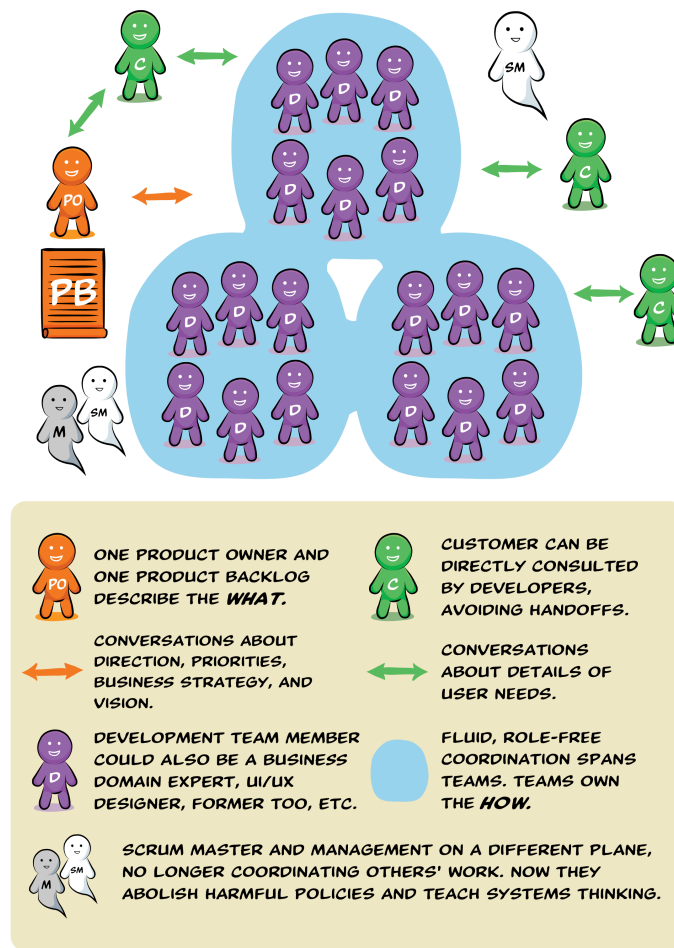 C
SM
D D D
PO
D D D
C
PB
D D D
D D D
C
M SM
D D D
D D D
PO
ONE PRODUCT OWNER AND
ONE PRODUCT BACKLOG
DESCRIBE THE WHAT.
C
CUSTOMER CAN BE
DIRECTLY CONSULTED
BY DEVELOPERS,
AVOIDING HANDOFFS.
CONVERSATIONS ABOUT
DIRECTION, PRIORITIES,
BUSINESS STRATEGY, AND
VISION.
CONVERSATIONS
ABOUT DETAILS OF
USER NEEDS.
D
DEVELOPMENT TEAM MEMBER
COULD ALSO BE A BUSINESS
DOMAIN EXPERT, UI/UX
DESIGNER, FORMER TOO, ETC.
FLUID, ROLE-FREE
COORDINATION SPANS
TEAMS. TEAMS OWN
THE HOW.
M SM
SCRUM MASTER AND MANAGEMENT ON A DIFFERENT PLANE,
NO LONGER COORDINATING OTHERS' WORK. NOW THEY
ABOLISH HARMFUL POLICIES AND TEACH SYSTEMS THINKING.